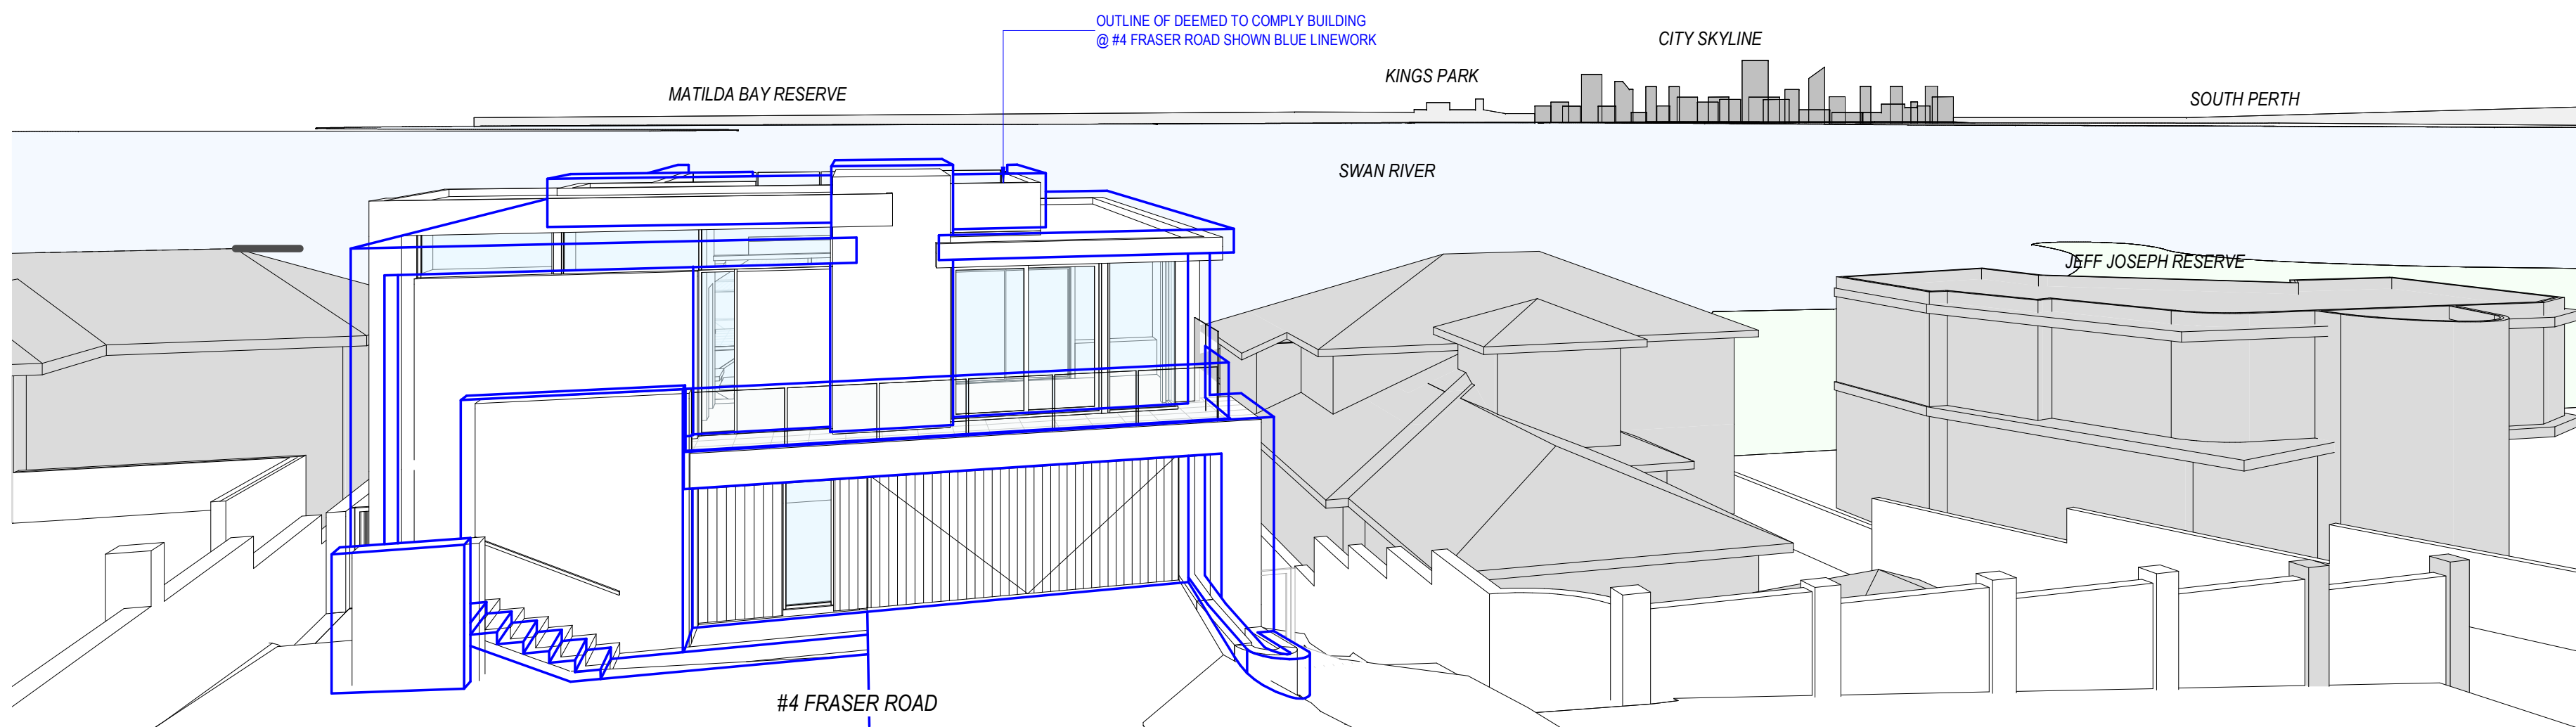 OUTLINE OF DEEMED TO COMPLY BUILDING
@ #4 FRASER ROAD SHOWN BLUE LINEWORK
CITY SKYLINE
KINGS PARK
MATILDA BAY RESERVE
SOUTH PERTH
SWAN RIVER
JEFF JOSEPH RESERVE
#4 FRASER ROAD